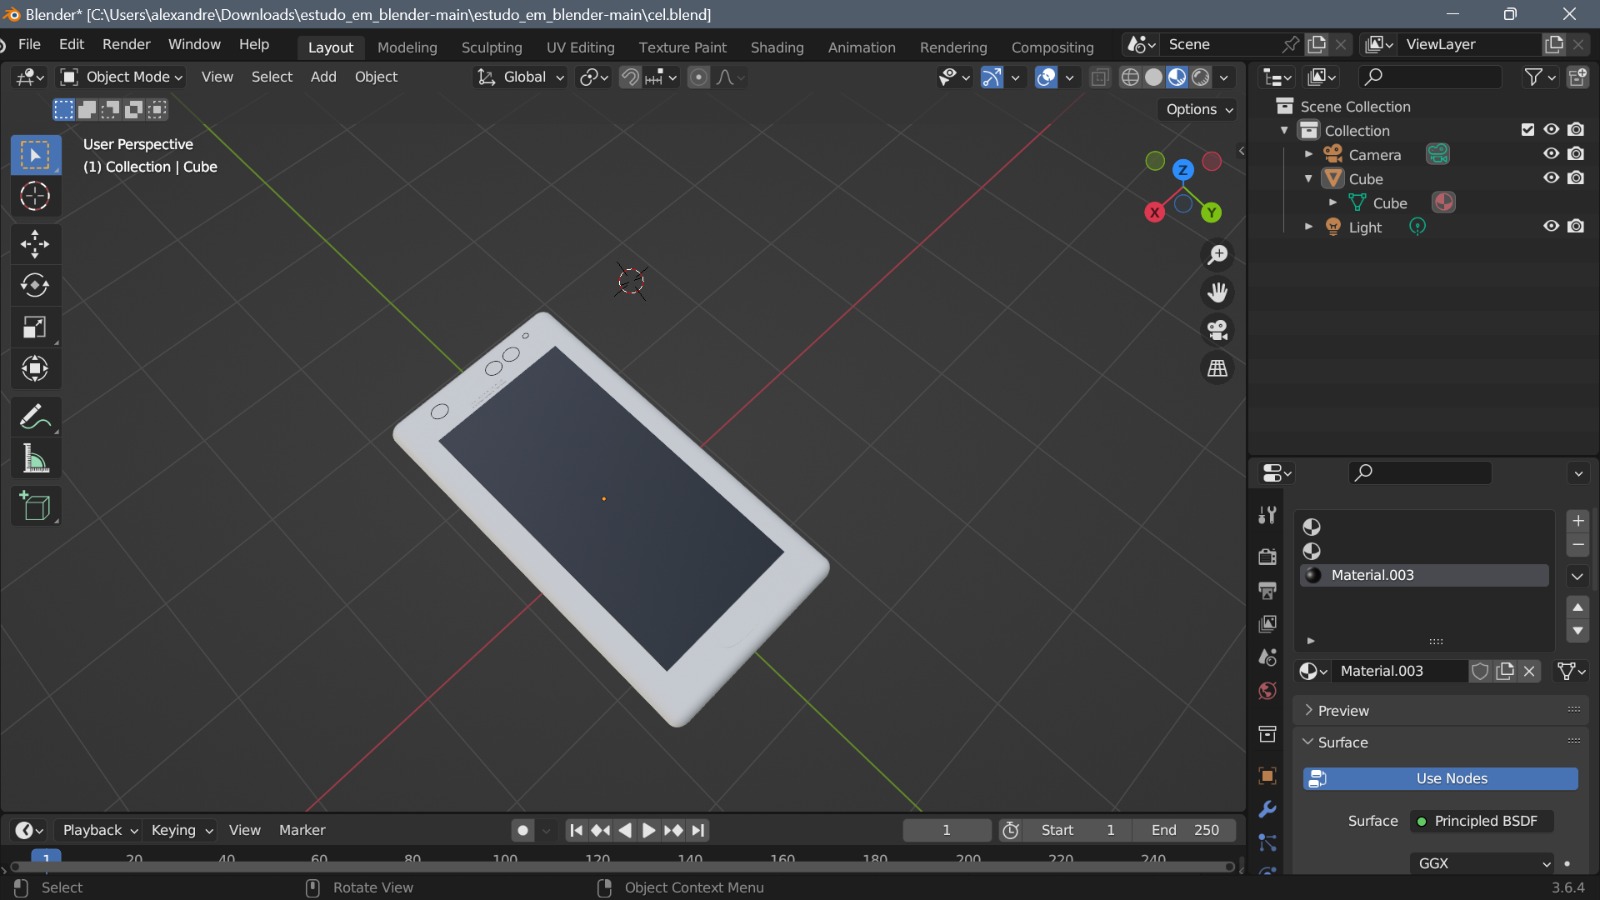 Blender* [C:\Users\alexandre\Downloads\estudo_em_blender-main\estudo_em_blender-main\cel.blend]
File Edit Render Window Help Layout Modeling Sculpting UV Editing Texture Paint Shading Animation Rendering Compositing Scene ViewLayer
Object Mode View Select Add Object Global
Options
User Perspective
(1) Collection | Cube
Z
X
Y
Scene Collection
Collection
Camera
Cube
Cube
Light
Material.003
Material.003
Preview
Surface
Use Nodes
Surface Principled BSDF
GGX
Playback Keying View Marker 1 Start 1 End 250
1 20 40 60 80 100 120 140 160 180 200 220 240
Select Rotate View Object Context Menu 3.6.4